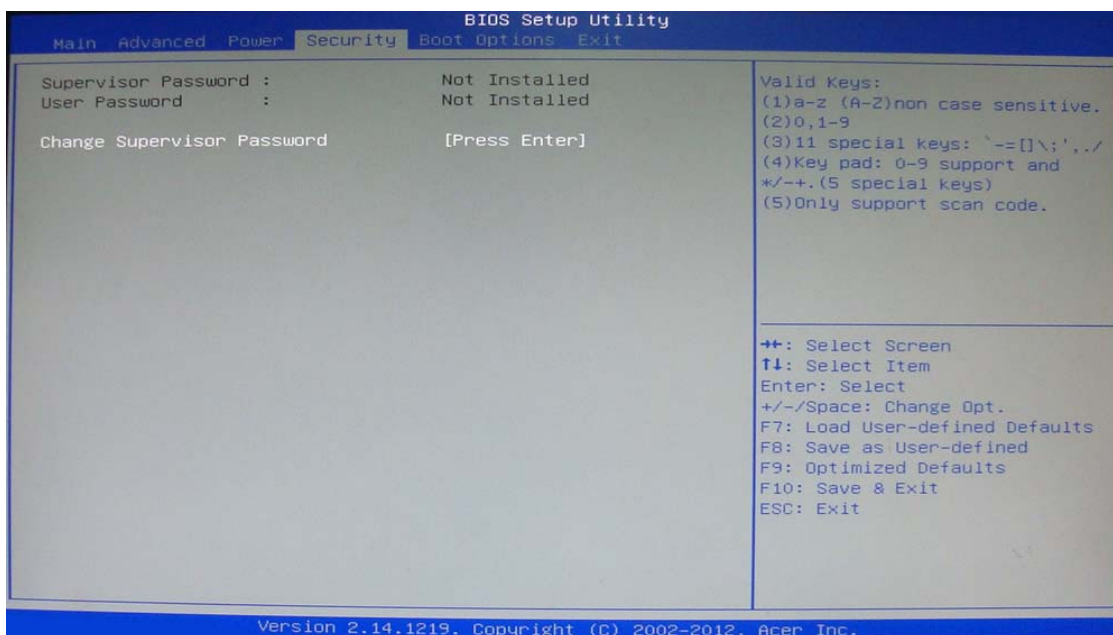 BIOS Setup Utility
Main Advanced Power Security Boot Options Exit
Supervisor Password : Not Installed
User Password : Not Installed
Change Supervisor Password [Press Enter]
Valid Keys:
(1)a-z (A-Z)non case sensitive.
(2)0,1-9
(3)11 special keys: `-=[]\;',./
(4)Key pad: 0-9 support and
*/-+.(5 special keys)
(5)Only support scan code.
→←: Select Screen
↑↓: Select Item
Enter: Select
+/-/Space: Change Opt.
F7: Load User-defined Defaults
F8: Save as User-defined
F9: Optimized Defaults
F10: Save & Exit
ESC: Exit
Version 2.14.1219. Copyright (C) 2002-2012, Acer Inc.